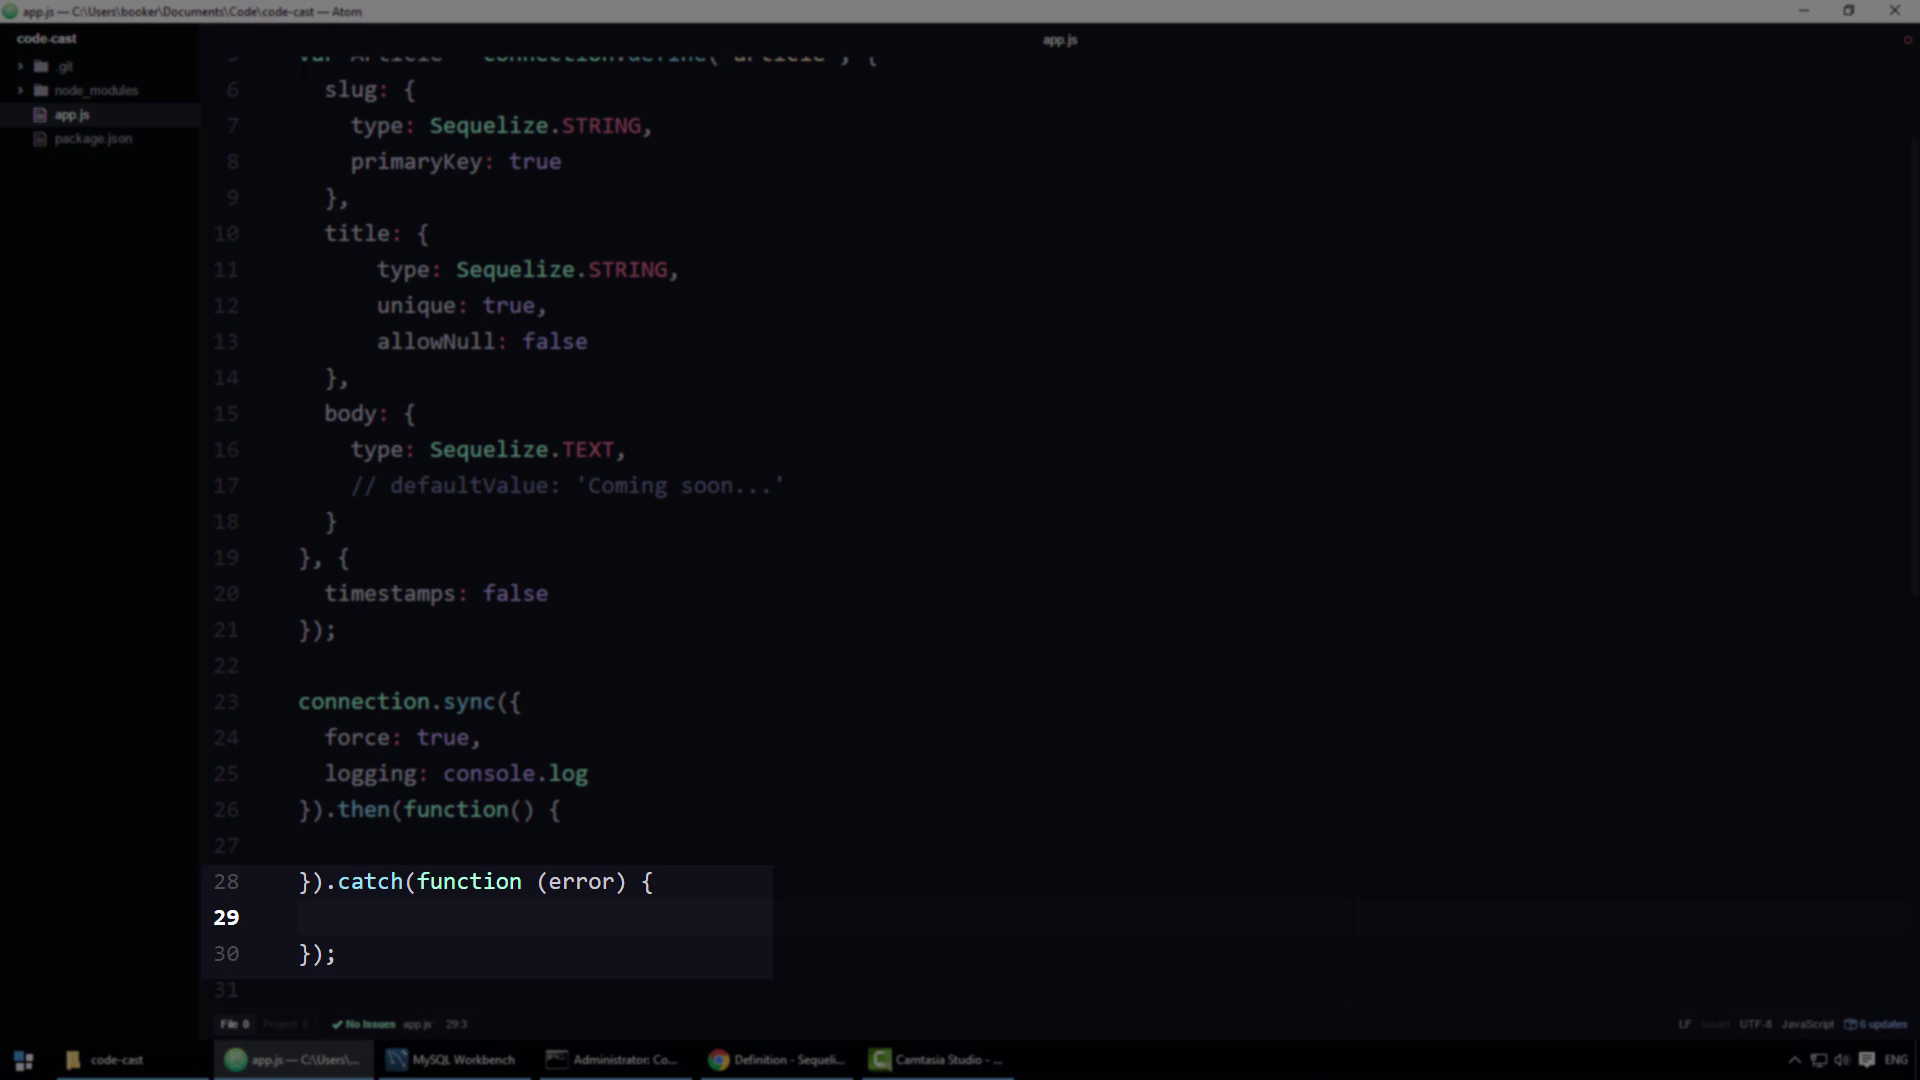 app.js — C:\Users\booker\Documents\Code\code-cast — Atom
code-cast
app.js
.git
node_modules
app.js
package.json
var Article = connection.define('article', {
6 slug: {
7 type: Sequelize.STRING,
8 primaryKey: true
9 },
10 title: {
11 type: Sequelize.STRING,
12 unique: true,
13 allowNull: false
14 },
15 body: {
16 type: Sequelize.TEXT,
17 // defaultValue: 'Coming soon...'
18 }
19 }, {
20 timestamps: false
21 });
22
23 connection.sync({
24 force: true,
25 logging: console.log
26 }).then(function() {
27
28 }).catch(function (error) {
29
30 });
31
File 0 Project 0 No Issues app.js* 29:3 LF Insert UTF-8 JavaScript 6 updates
code-cast app.js — C:\Users\... MySQL Workbench Administrator: Co... Definition - Sequeli... Camtasia Studio - ... ENG